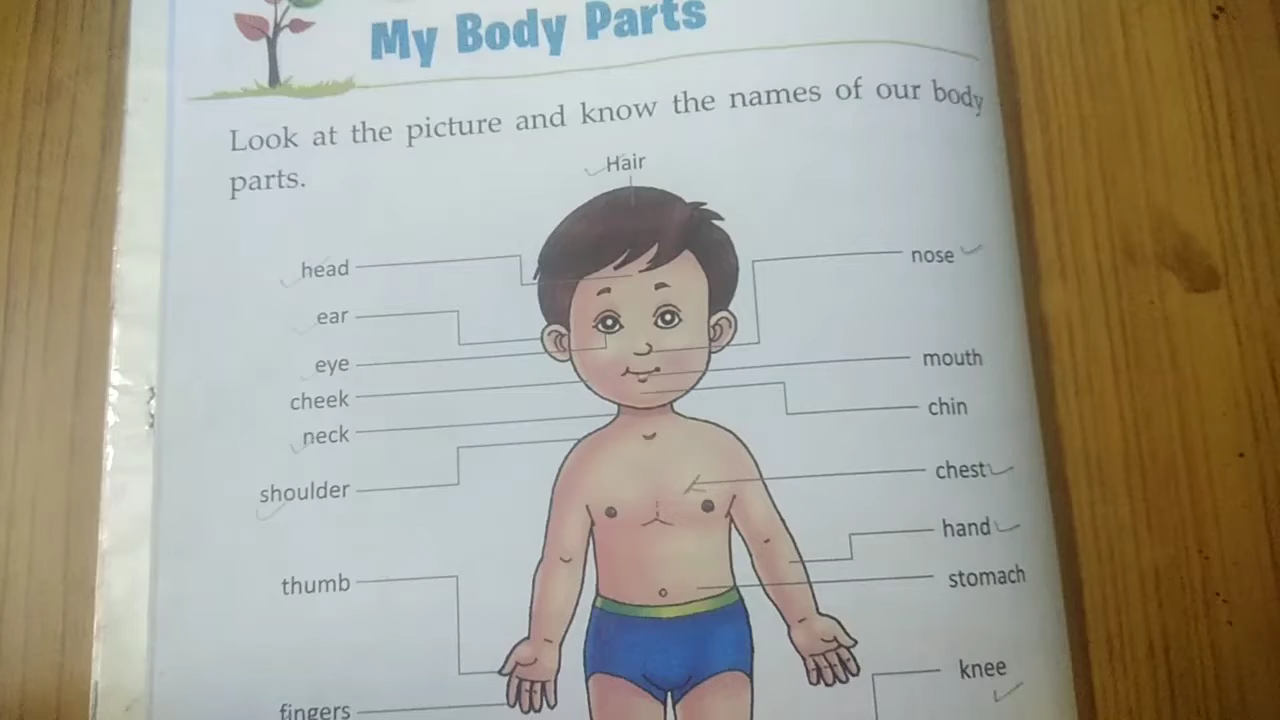 My Body Parts
Look at the picture and know the names of our body
parts.
Hair
head
nose
ear
eye
mouth
cheek
chin
neck
chest
shoulder
hand
stomach
thumb
knee
fingers